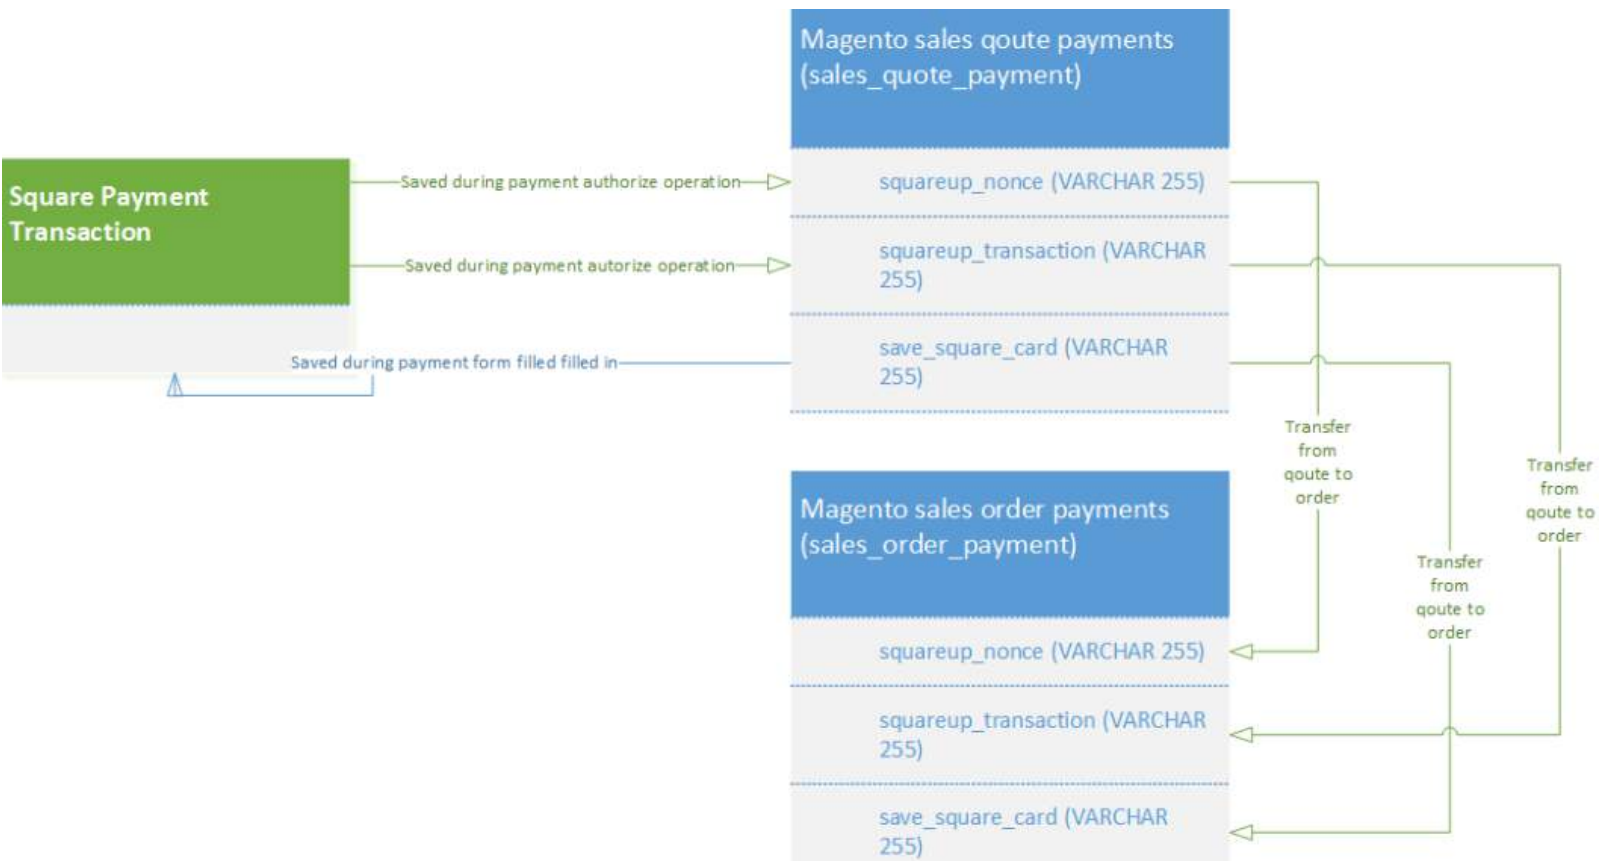 Magento sales qoute payments
(sales_quote_payment)
Square Payment
Transaction
Saved during payment authorize operation
squareup_nonce (VARCHAR 255)
Saved during payment autorize operation
squareup_transaction (VARCHAR
255)
Saved during payment form filled filled in
save_square_card (VARCHAR
255)
Transfer
from
qoute to
order
Transfer
from
qoute to
order
Transfer
from
qoute to
order
Magento sales order payments
(sales_order_payment)
squareup_nonce (VARCHAR 255)
squareup_transaction (VARCHAR
255)
save_square_card (VARCHAR
255)